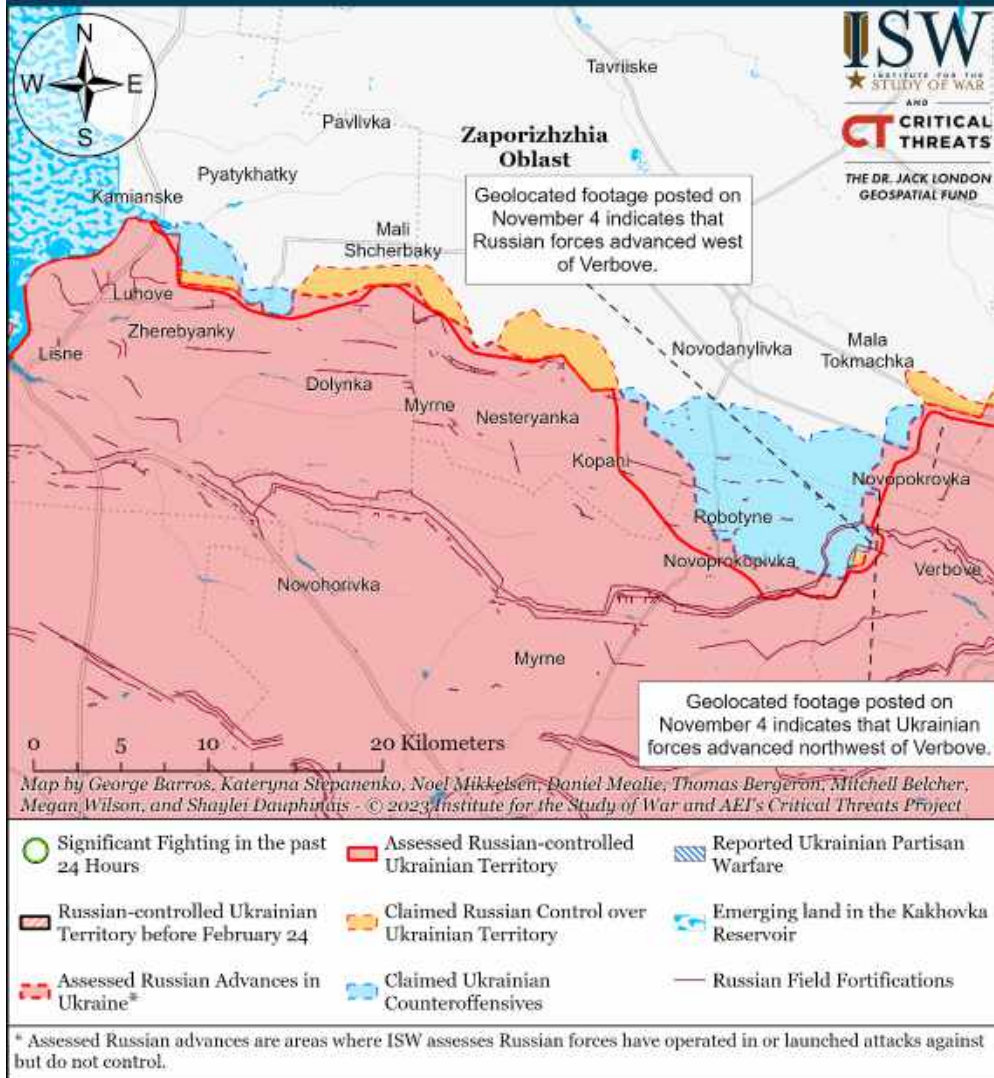 N
W
E
S
ISW
INSTITUTE FOR THE
STUDY OF WAR
AND
CT CRITICAL
THREATS
THE DR. JACK LONDON
GEOSPATIAL FUND
Tavriiske
Pavlivka
Zaporizhzhia
Oblast
Pyatykhatky
Geolocated footage posted on
November 4 indicates that
Russian forces advanced west
of Verbove.
Kamianske
Mali
Shcherbaky
Luhove
Zherebyanky
Lisne
Dolynka
Myrne
Nesteryanka
Novodanylivka
Mala
Tokmachka
Kopani
Novopokrovka
Robotyne
Novoprokopivka
Verbove
Novohorivka
Myrne
Geolocated footage posted on
November 4 indicates that Ukrainian
forces advanced northwest of Verbove.
0 5 10 20 Kilometers
Map by George Barros, Kateryna Stepanenko, Noel Mikkelsen, Daniel Mealie, Thomas Bergeron, Mitchell Belcher,
Megan Wilson, and Shaylei Dauphinais - © 2023 Institute for the Study of War and AEI's Critical Threats Project
Significant Fighting in the past
24 Hours
Russian-controlled Ukrainian
Territory before February 24
Assessed Russian Advances in
Ukraine*
Assessed Russian-controlled
Ukrainian Territory
Claimed Russian Control over
Ukrainian Territory
Claimed Ukrainian
Counteroffensives
Reported Ukrainian Partisan
Warfare
Emerging land in the Kakhovka
Reservoir
Russian Field Fortifications
* Assessed Russian advances are areas where ISW assesses Russian forces have operated in or launched attacks against
but do not control.